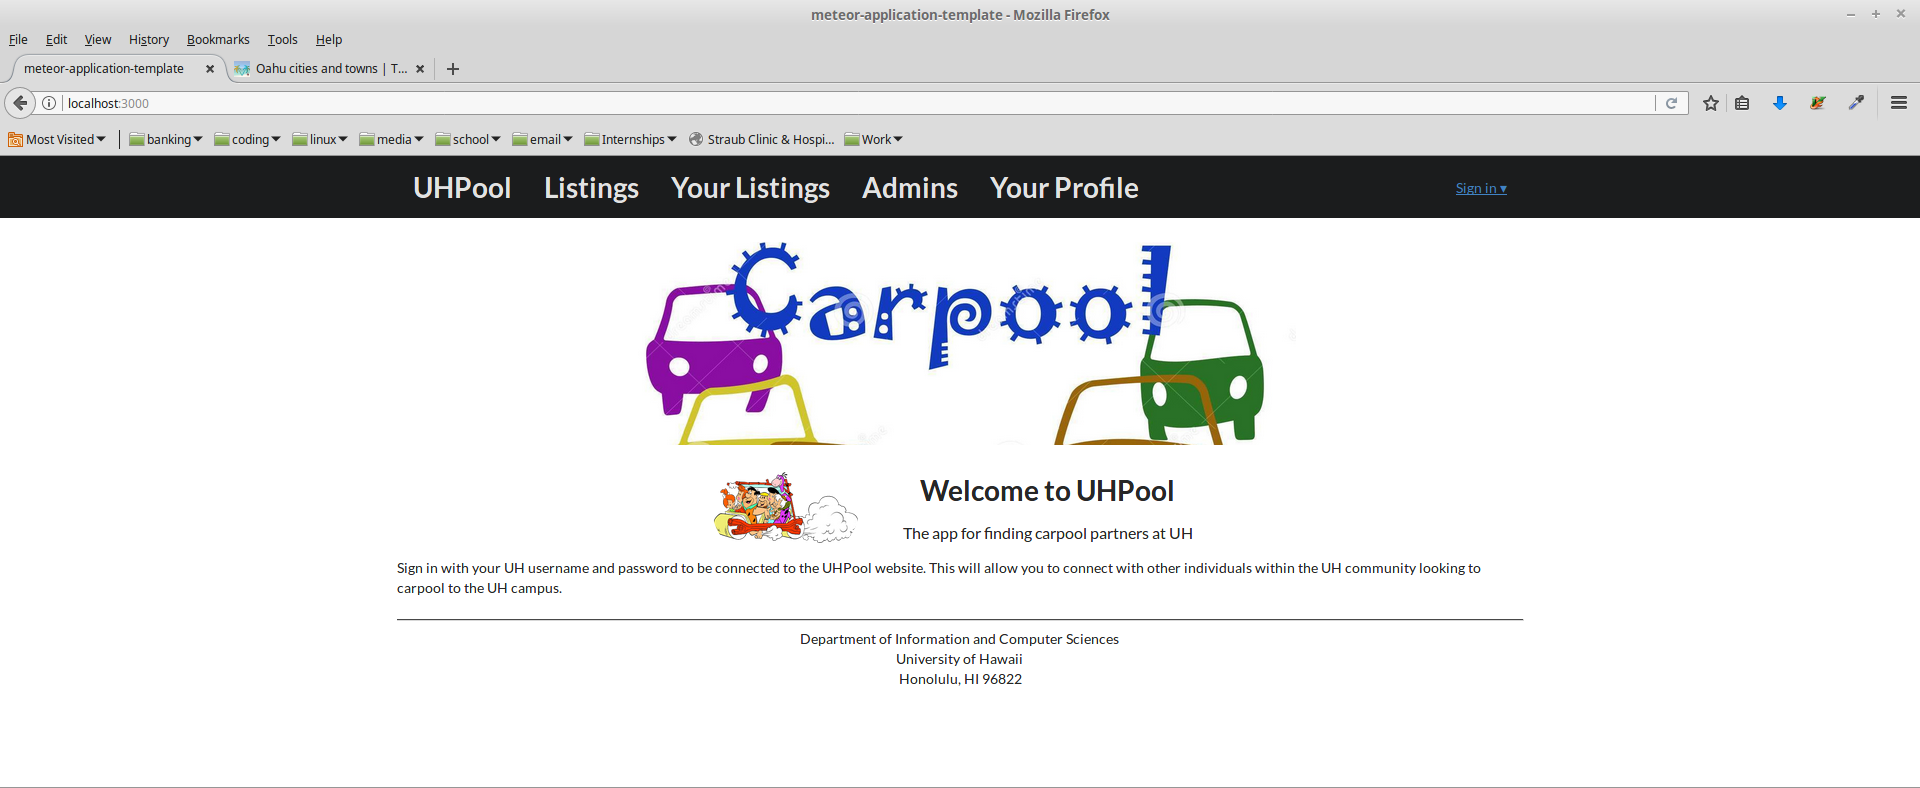 meteor-application-template - Mozilla Firefox
File Edit View History Bookmarks Tools Help
meteor-application-template
Oahu cities and towns | T...
localhost:3000
Most Visited banking coding linux media school email Internships Straub Clinic & Hospi... Work
UHPool Listings Your Listings Admins Your Profile Sign in ▾
Carpool
Welcome to UHPool
The app for finding carpool partners at UH
Sign in with your UH username and password to be connected to the UHPool website. This will allow you to connect with other individuals within the UH community looking to
carpool to the UH campus.
Department of Information and Computer Sciences
University of Hawaii
Honolulu, HI 96822